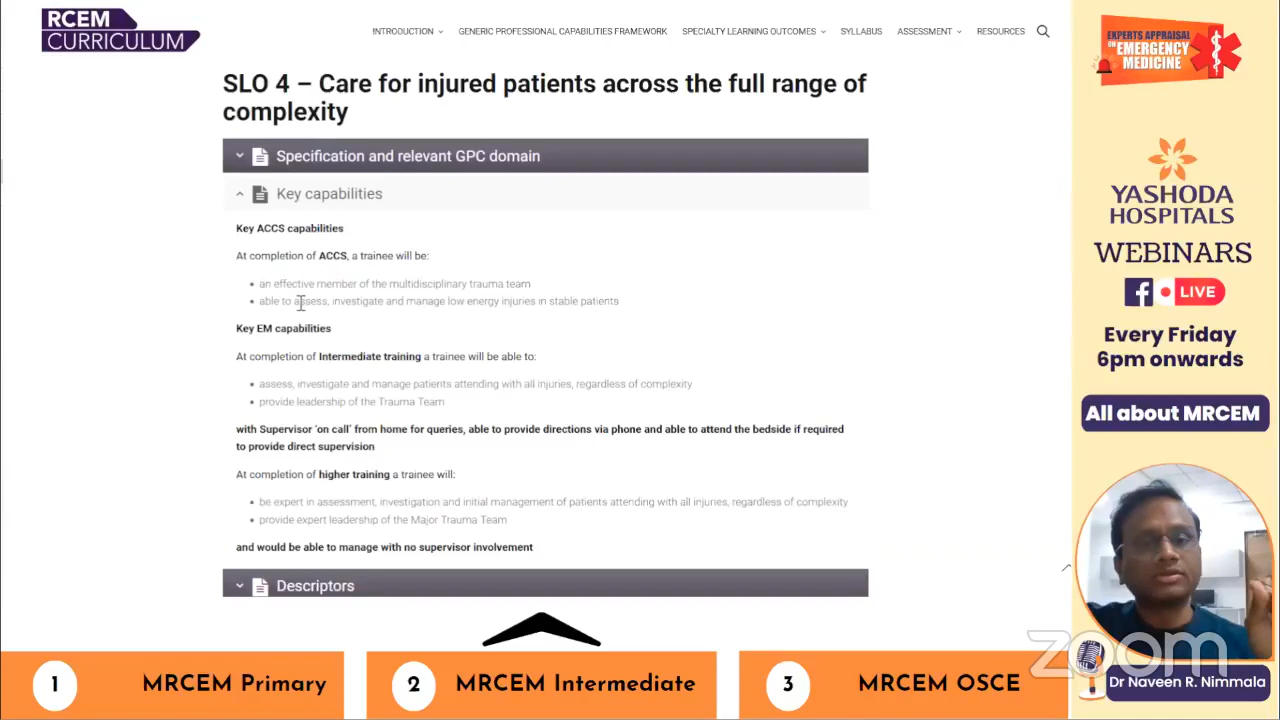 RCEM
CURRICULUM
INTRODUCTION
GENERIC PROFESSIONAL CAPABILITIES FRAMEWORK
SPECIALTY LEARNING OUTCOMES
SYLLABUS
ASSESSMENT
RESOURCES
SLO 4 – Care for injured patients across the full range of
complexity
Specification and relevant GPC domain
Key capabilities
Key ACCS capabilities
At completion of ACCS, a trainee will be:
• an effective member of the multidisciplinary trauma team
• able to assess, investigate and manage low energy injuries in stable patients
Key EM capabilities
At completion of Intermediate training a trainee will be able to:
• assess, investigate and manage patients attending with all injuries, regardless of complexity
• provide leadership of the Trauma Team
with Supervisor 'on call' from home for queries, able to provide directions via phone and able to attend the bedside if required
to provide direct supervision
At completion of higher training a trainee will:
• be expert in assessment, investigation and initial management of patients attending with all injuries, regardless of complexity
• provide expert leadership of the Major Trauma Team
and would be able to manage with no supervisor involvement
Descriptors
1 MRCEM Primary
2 MRCEM Intermediate
3 MRCEM OSCE
EXPERTS APPRAISAL
ON EMERGENCY
MEDICINE
YASHODA
HOSPITALS
WEBINARS
LIVE
Every Friday
6pm onwards
All about MRCEM
zoom
Dr Naveen R. Nimmala